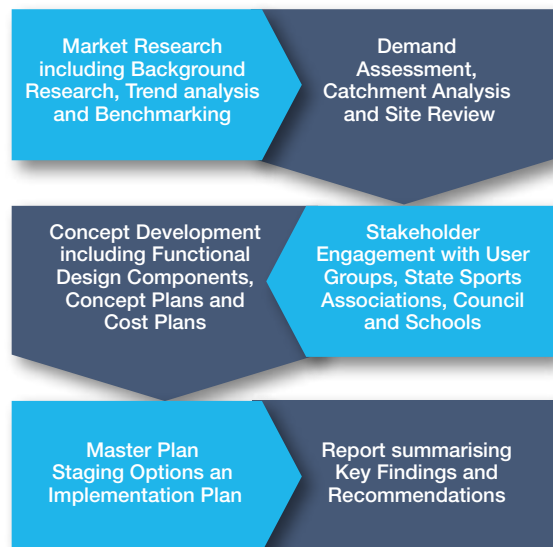 Market Research
including Background
Research, Trend analysis
and Benchmarking
Demand
Assessment,
Catchment Analysis
and Site Review
Stakeholder
Engagement with User
Groups, State Sports
Associations, Council
and Schools
Concept Development
including Functional
Design Components,
Concept Plans and
Cost Plans
Master Plan
Staging Options an
Implementation Plan
Report summarising
Key Findings and
Recommendations